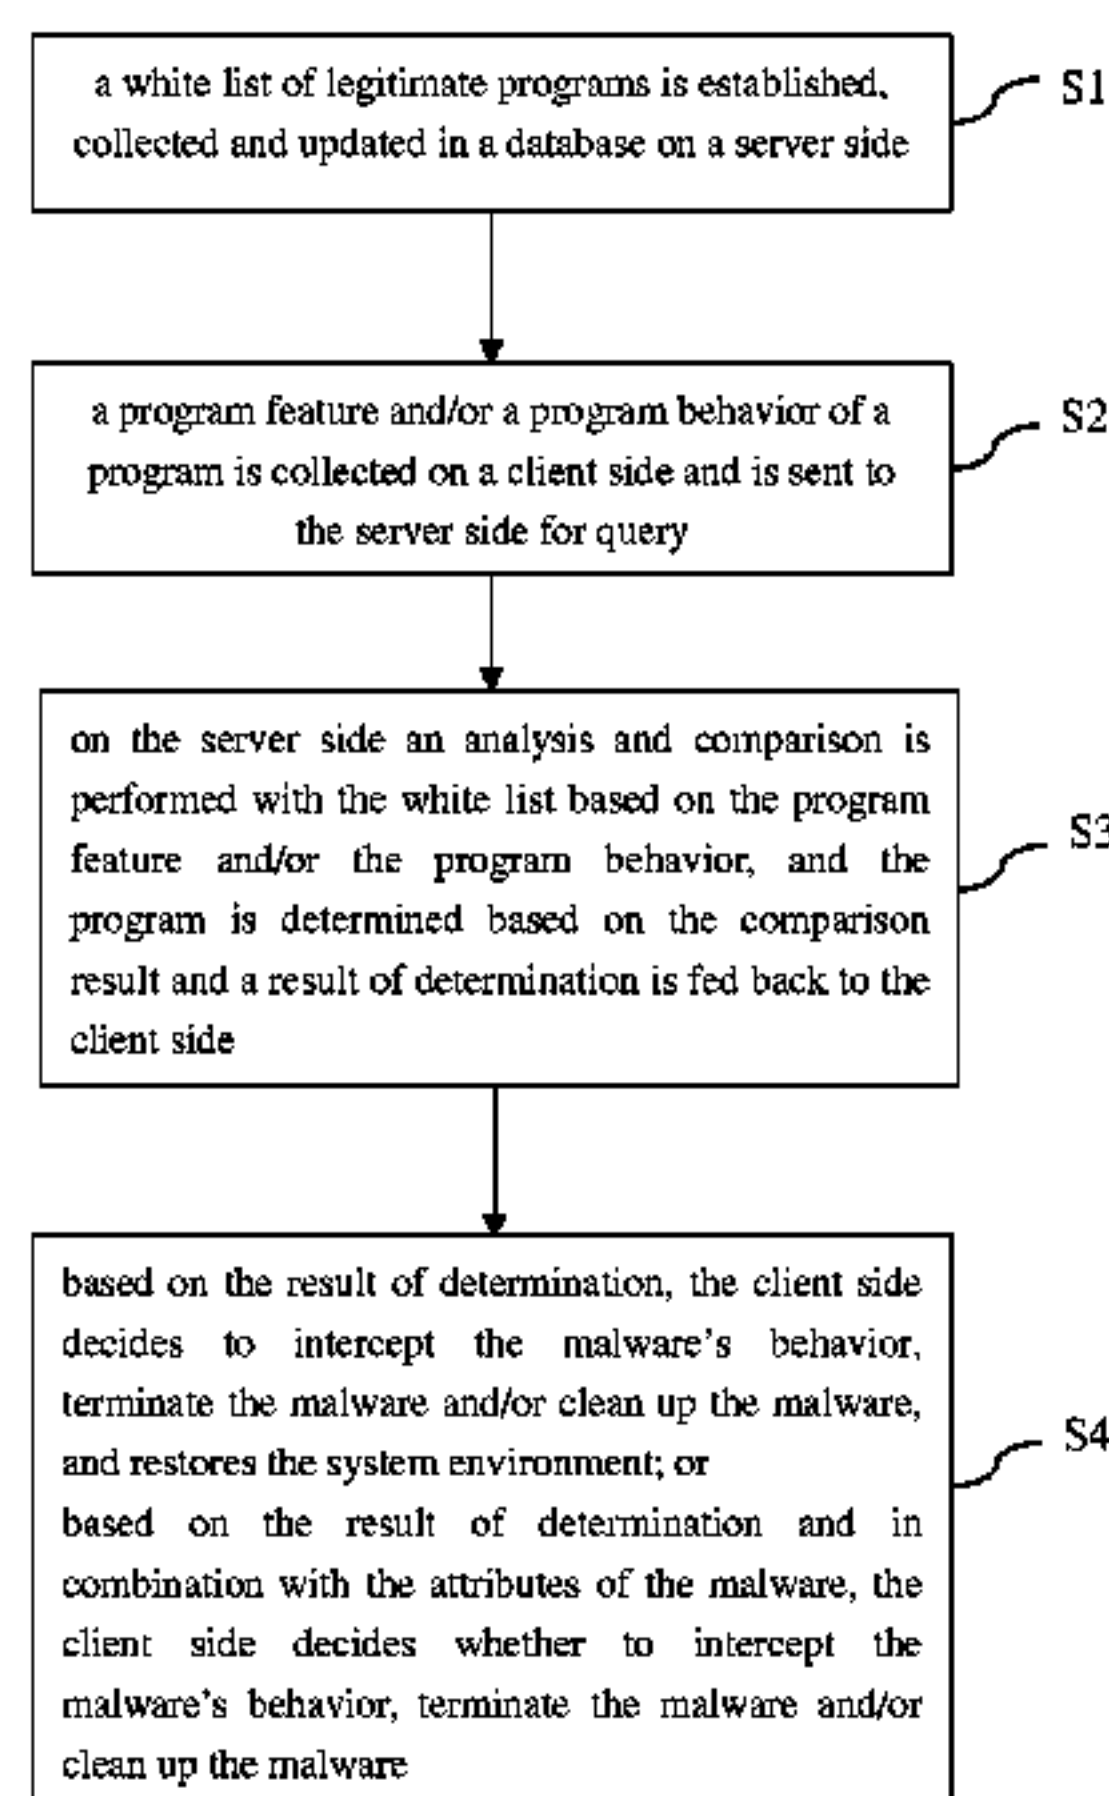 a white list of legitimate programs is established,
collected and updated in a database on a server side
S1
a program feature and/or a program behavior of a
program is collected on a client side and is sent to
the server side for query
S2
on the server side an analysis and comparison is
performed with the white list based on the program
feature and/or the program behavior, and the
program is determined based on the comparison
result and a result of determination is fed back to the
client side
S3
based on the result of determination, the client side
decides to intercept the malware's behavior,
terminate the malware and/or clean up the malware,
and restores the system environment; or
based on the result of determination and in
combination with the attributes of the malware, the
client side decides whether to intercept the
malware's behavior, terminate the malware and/or
clean up the malware
S4